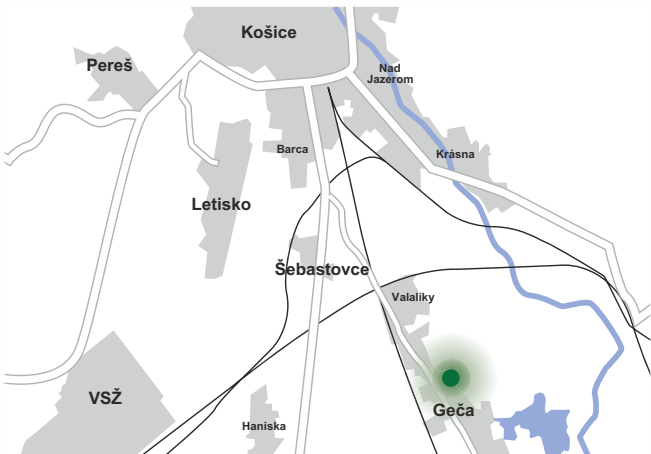 Košice
Pereš
Nad
Jazerom
Barca
Krásna
Letisko
Šebastovce
Valaliky
VSŽ
Geča
Haniska